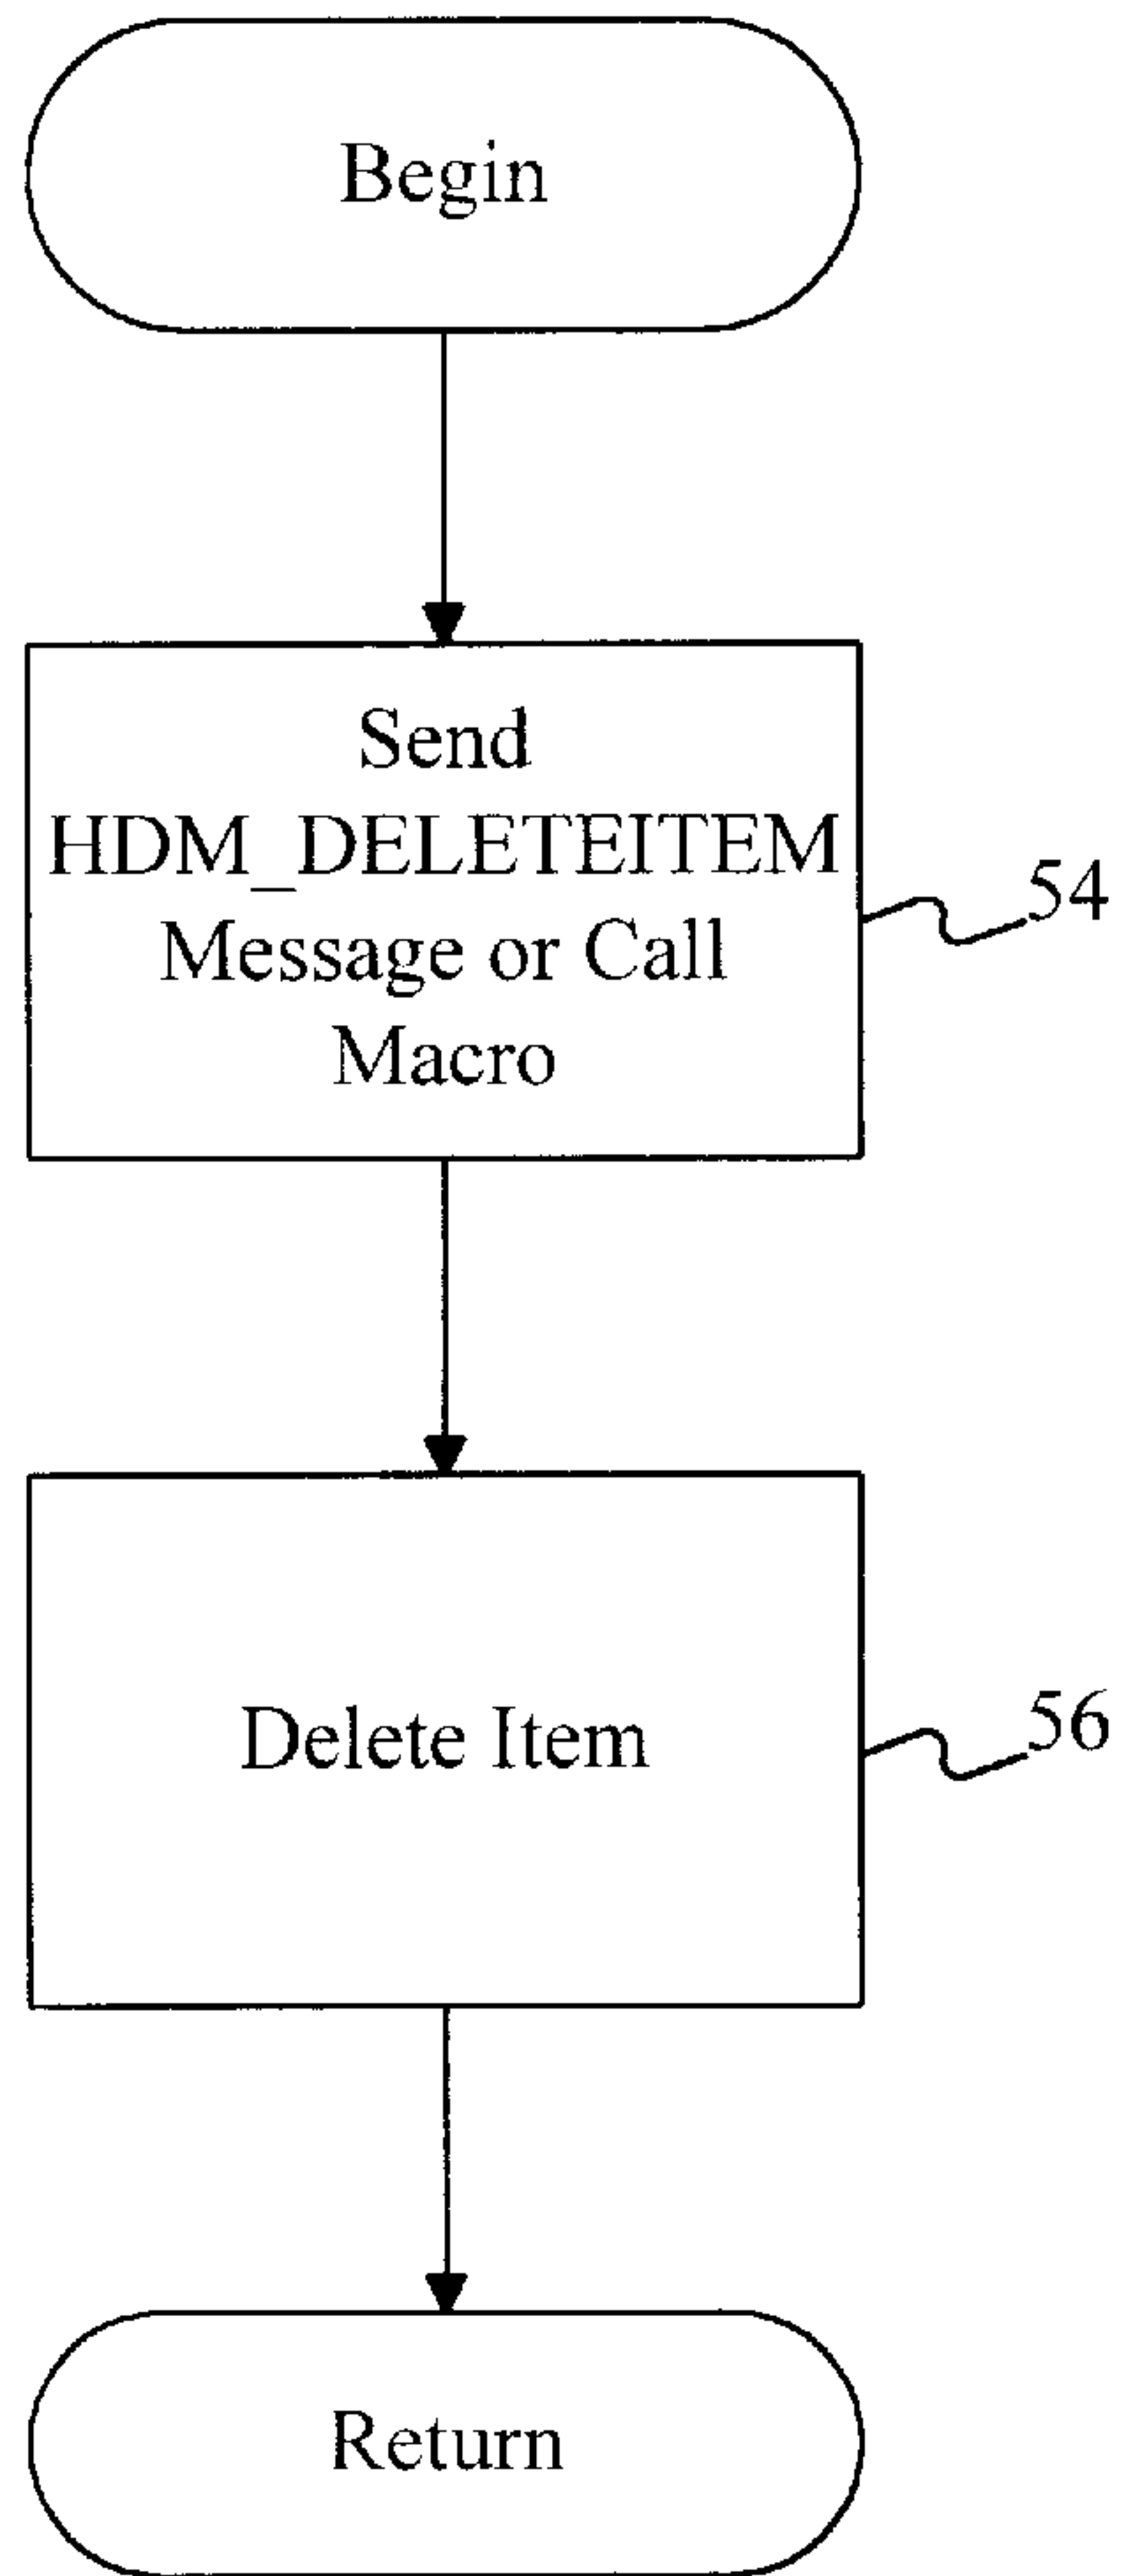 Begin
Send
HDM_DELETEITEM
Message or Call
Macro
54
Delete Item
56
Return